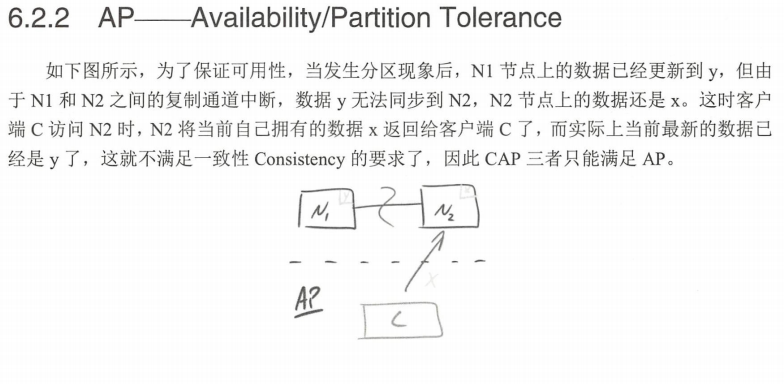 6.2.2 AP——Availability/Partition Tolerance
如下图所示，为了保证可用性，当发生分区现象后，N1 节点上的数据已经更新到 y，但由
于 N1 和 N2 之间的复制通道中断，数据 y 无法同步到 N2，N2 节点上的数据还是 x。这时客户
端 C 访问 N2 时，N2 将当前自己拥有的数据 x 返回给客户端 C 了，而实际上当前最新的数据已
经是 y 了，这就不满足一致性 Consistency 的要求了，因此 CAP 三者只能满足 AP。
N1 y
N2 x
x
AP
C